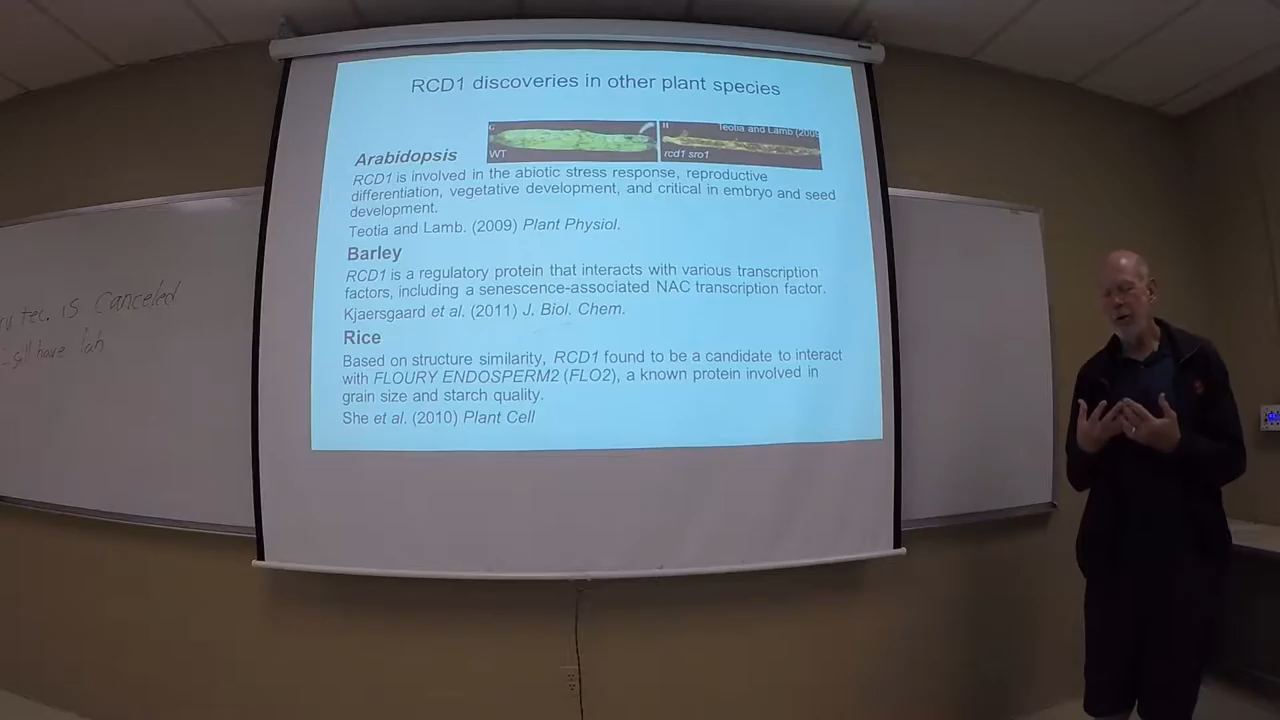 RCD1 discoveries in other plant species
G
H
Teotia and Lamb (200
WT
rcd1 sro1
Arabidopsis
RCD1 is involved in the abiotic stress response, reproductive
differentiation, vegetative development, and critical in embryo and seed
development.
Teotia and Lamb. (2009) Plant Physiol.
Barley
RCD1 is a regulatory protein that interacts with various transcription
factors, including a senescence-associated NAC transcription factor.
Kjaersgaard et al. (2011) J. Biol. Chem.
Rice
Based on structure similarity, RCD1 found to be a candidate to interact
with FLOURY ENDOSPERM2 (FLO2), a known protein involved in
grain size and starch quality.
She et al. (2010) Plant Cell
is canceled
have lab